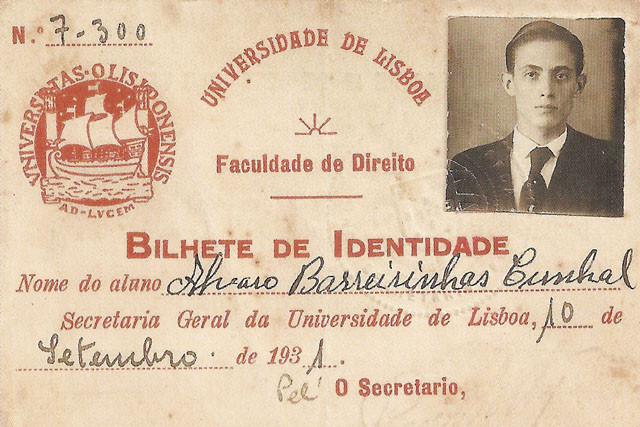 N.º 7-300
UNIVERSITAS·OLISIPONENSIS
AD-LVCEM
UNIVERSIDADE DE LISBOA
Faculdade de Direito
BILHETE DE IDENTIDADE
Nome do aluno Alvaro Barreirinhas Cunhal
Secretaria Geral da Universidade de Lisboa, 10 de
Setembro de 1931.
Pel' O Secretario,